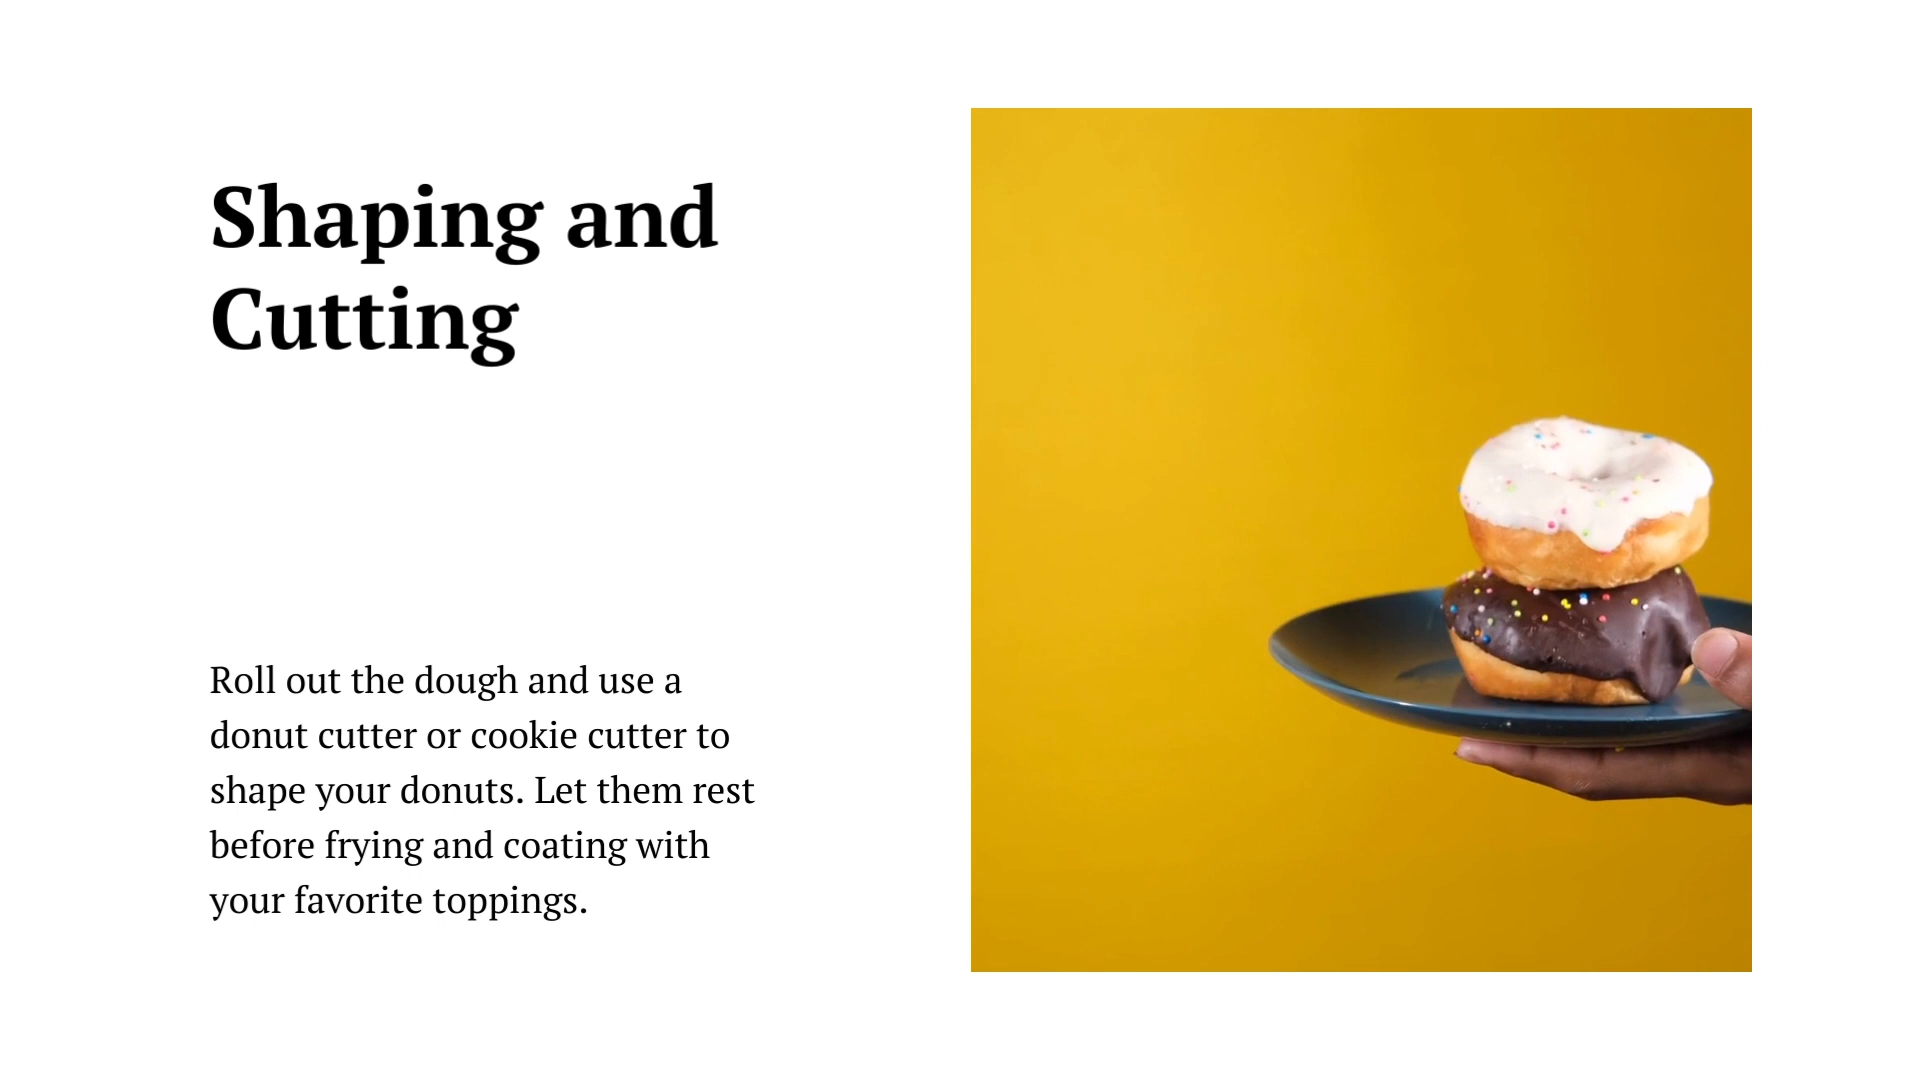 Shaping and
Cutting
Roll out the dough and use a
donut cutter or cookie cutter to
shape your donuts. Let them rest
before frying and coating with
your favorite toppings.